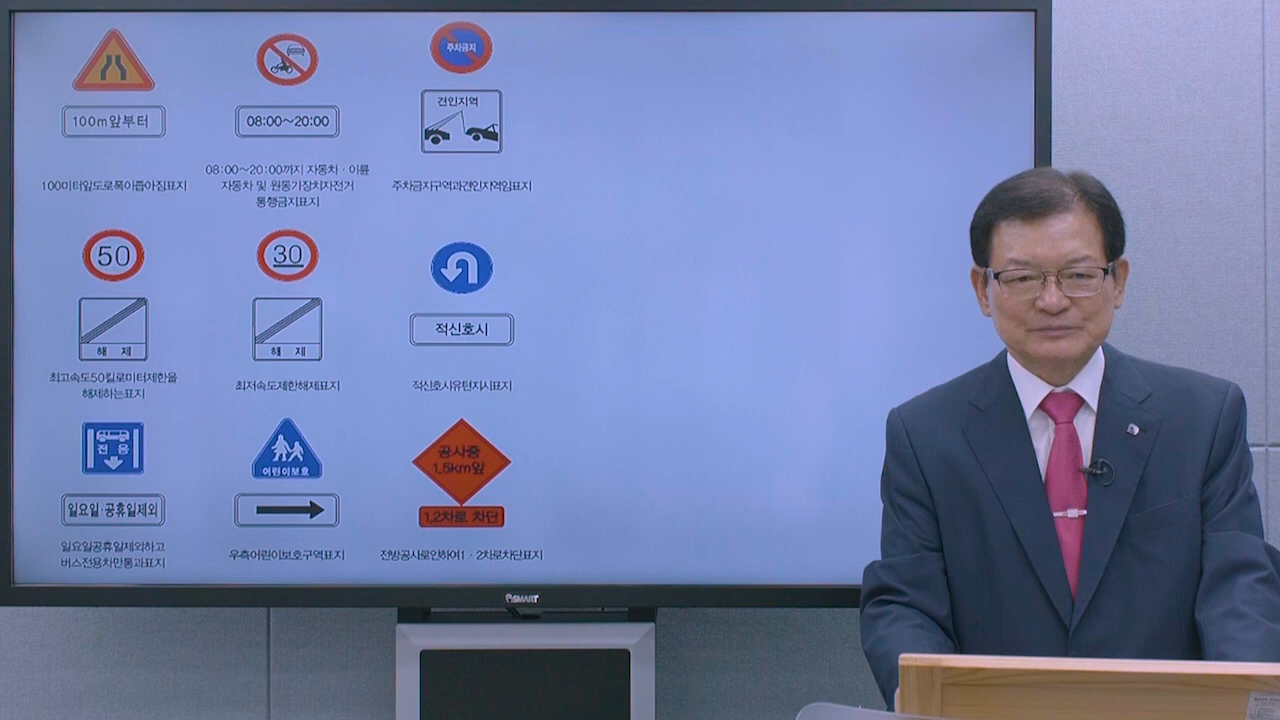 주차금지
100m앞부터
08:00~20:00
견인지역
100미터앞도로폭이좁아짐표지
08:00~20:00까지 자동차·이륜
자동차 및 원동기장치자전거
통행금지표지
주차금지구역과견인지역임표지
50
30
해 제
해 제
적신호시
최고속도50킬로미터제한을
해제하는표지
최저속도제한해제표지
적신호시유턴지시표지
전용
어린이보호
공사중
1.5km앞
일요일·공휴일제외
1,2차로 차단
일요일공휴일제외하고
버스전용차만통과표지
우측어린이보호구역표지
전방공사로인하여1·2차로차단표지
SMART